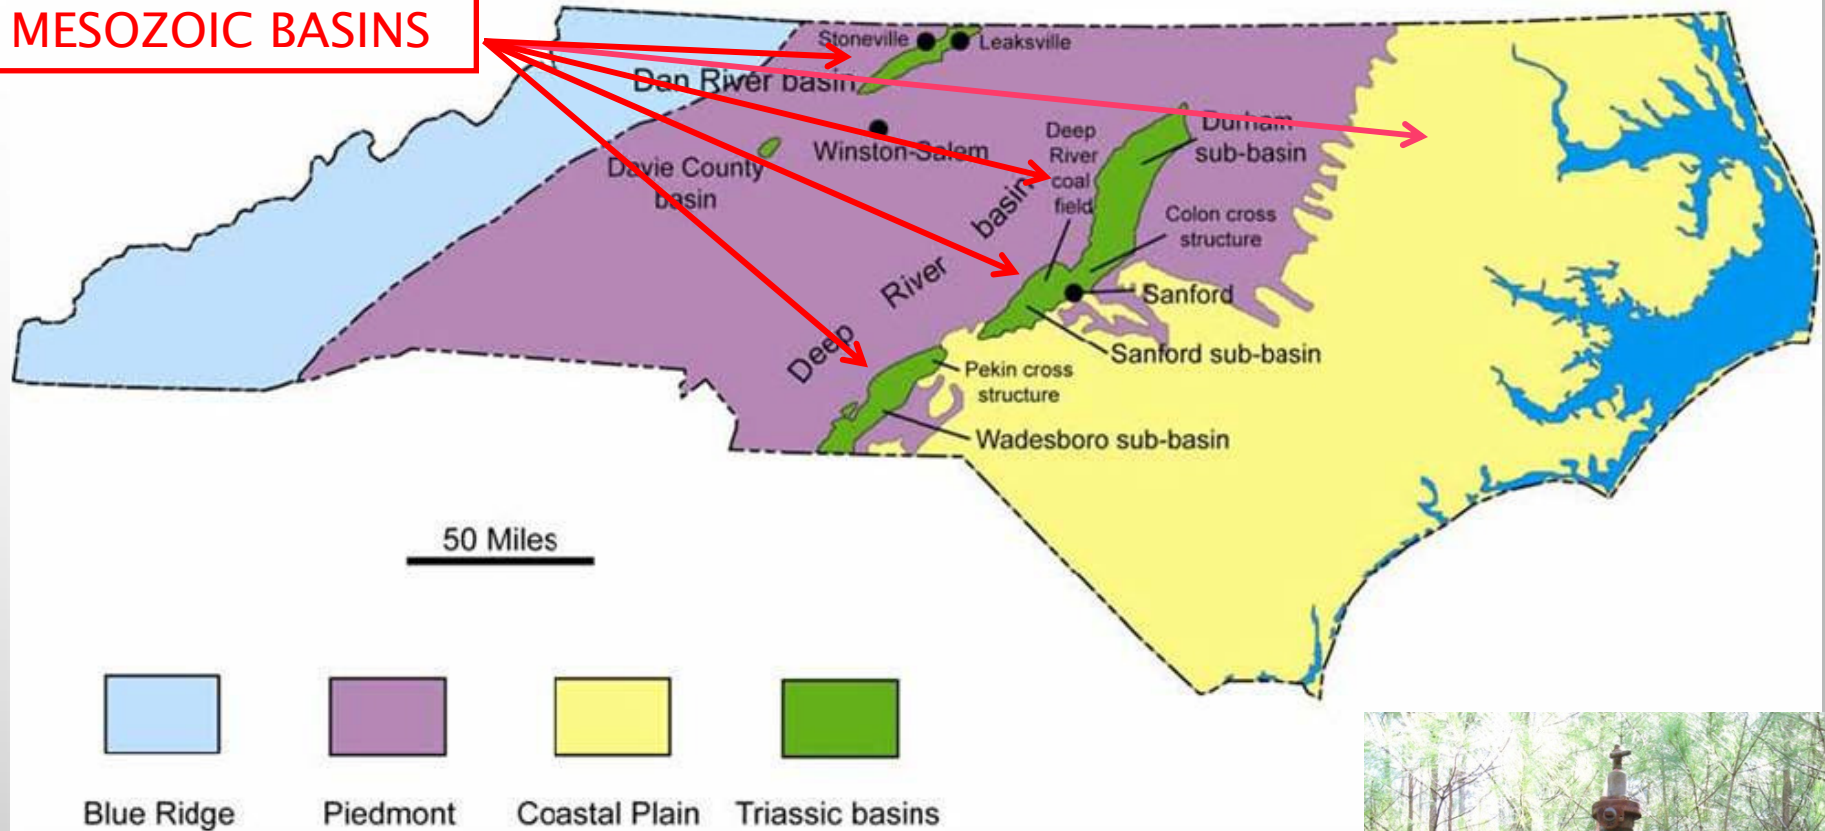 MESOZOIC BASINS
Stoneville
Leaksville
Dan River basin
Winston-Salem
Davie County
basin
Deep
River
coal
field
Durham
sub-basin
Colon cross
structure
Deep River basin
Sanford
Sanford sub-basin
Pekin cross
structure
Wadesboro sub-basin
50 Miles
Blue Ridge
Piedmont
Coastal Plain
Triassic basins